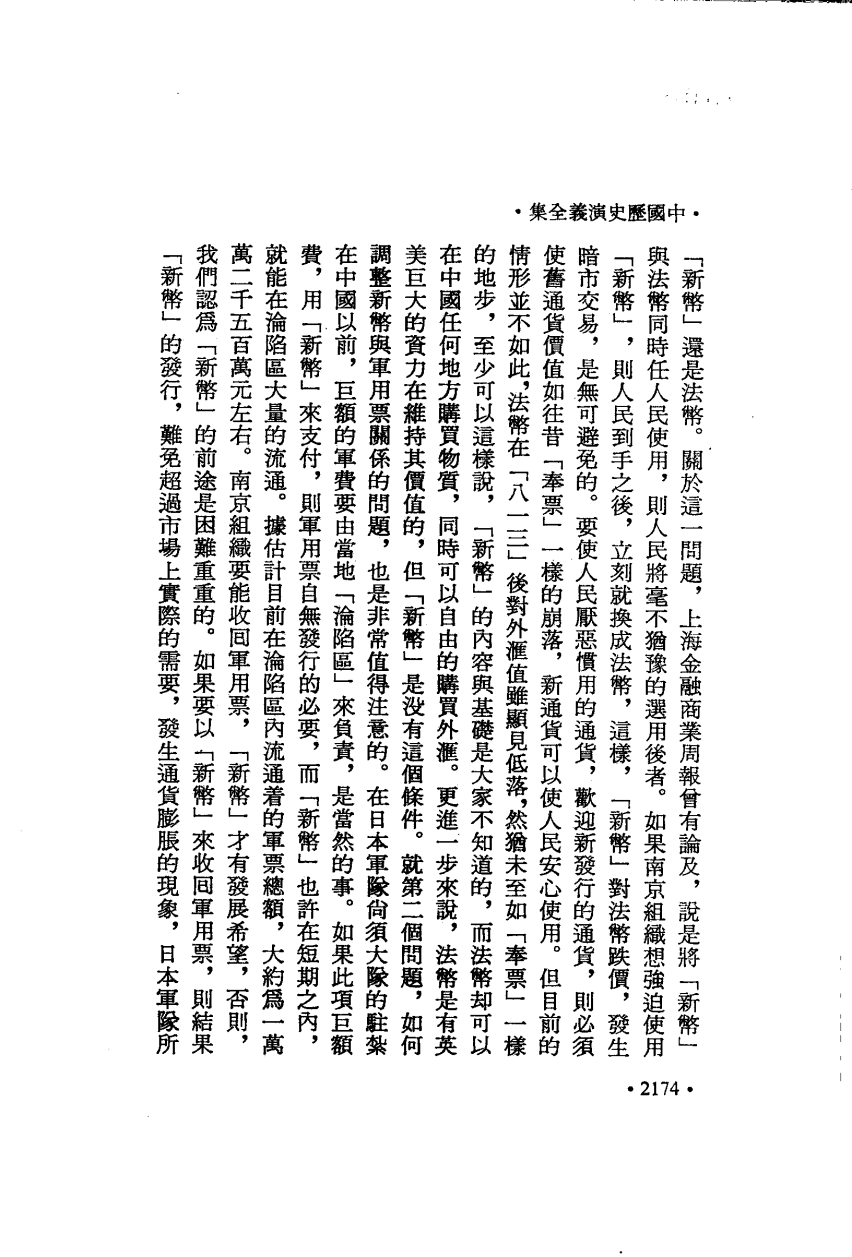 ·中國歷史演義全集·
「新幣」還是法幣。關於這一問題，上海金融商業周報曾有論及，說是將「新幣」
與法幣同時任人民使用，則人民將毫不猶豫的選用後者。如果南京組織想強迫使用
「新幣」，則人民到手之後，立刻就換成法幣，這樣，「新幣」對法幣跌價，發生
暗市交易，是無可避免的。要使人民厭惡慣用的通貨，歡迎新發行的通貨，則必須
使舊通貨價值如往昔「奉票」一樣的崩落，新通貨可以使人民安心使用。但目前的
情形並不如此，法幣在「八一三」後對外滙值雖顯見低落，然猶未至如「奉票」一樣
的地步，至少可以這樣說，「新幣」的內容與基礎是大家不知道的，而法幣却可以
在中國任何地方購買物質，同時可以自由的購買外滙。更進一步來說，法幣是有英
美巨大的資力在維持其價值的，但「新幣」是没有這個條件。就第二個問題，如何
調整新幣與軍用票關係的問題，也是非常值得注意的。在日本軍隊尚須大隊的駐紮
在中國以前，巨額的軍費要由當地「淪陷區」來負責，是當然的事。如果此項巨額
費，用「新幣」來支付，則軍用票自無發行的必要，而「新幣」也許在短期之內，
就能在淪陷區大量的流通。據估計目前在淪陷區內流通着的軍票總額，大約爲一萬
萬二千五百萬元左右。南京組織要能收回軍用票，「新幣」才有發展希望，否則，
我們認爲「新幣」的前途是困難重重的。如果要以「新幣」來收回軍用票，則結果
「新幣」的發行，難免超過市場上實際的需要，發生通貨膨脹的現象，日本軍隊所
·2174·